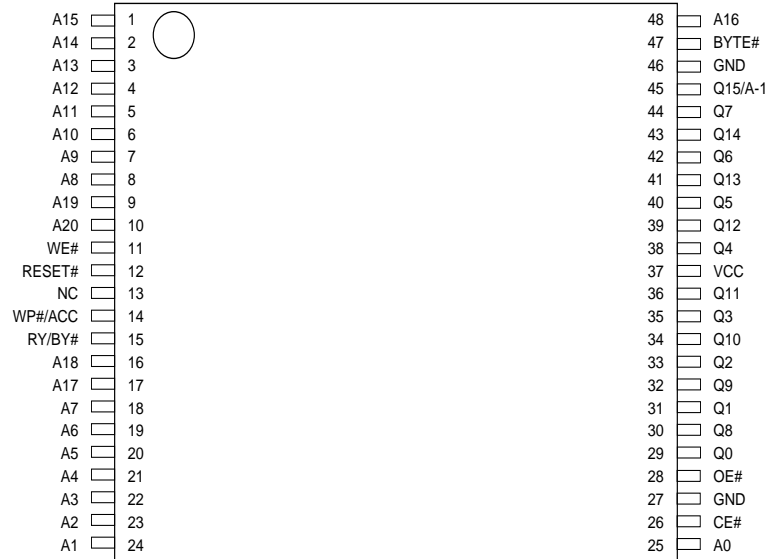 A15 1 48 A16
A14 2 47 BYTE#
A13 3 46 GND
A12 4 45 Q15/A-1
A11 5 44 Q7
A10 6 43 Q14
A9 7 42 Q6
A8 8 41 Q13
A19 9 40 Q5
A20 10 39 Q12
WE# 11 38 Q4
RESET# 12 37 VCC
NC 13 36 Q11
WP#/ACC 14 35 Q3
RY/BY# 15 34 Q10
A18 16 33 Q2
A17 17 32 Q9
A7 18 31 Q1
A6 19 30 Q8
A5 20 29 Q0
A4 21 28 OE#
A3 22 27 GND
A2 23 26 CE#
A1 24 25 A0